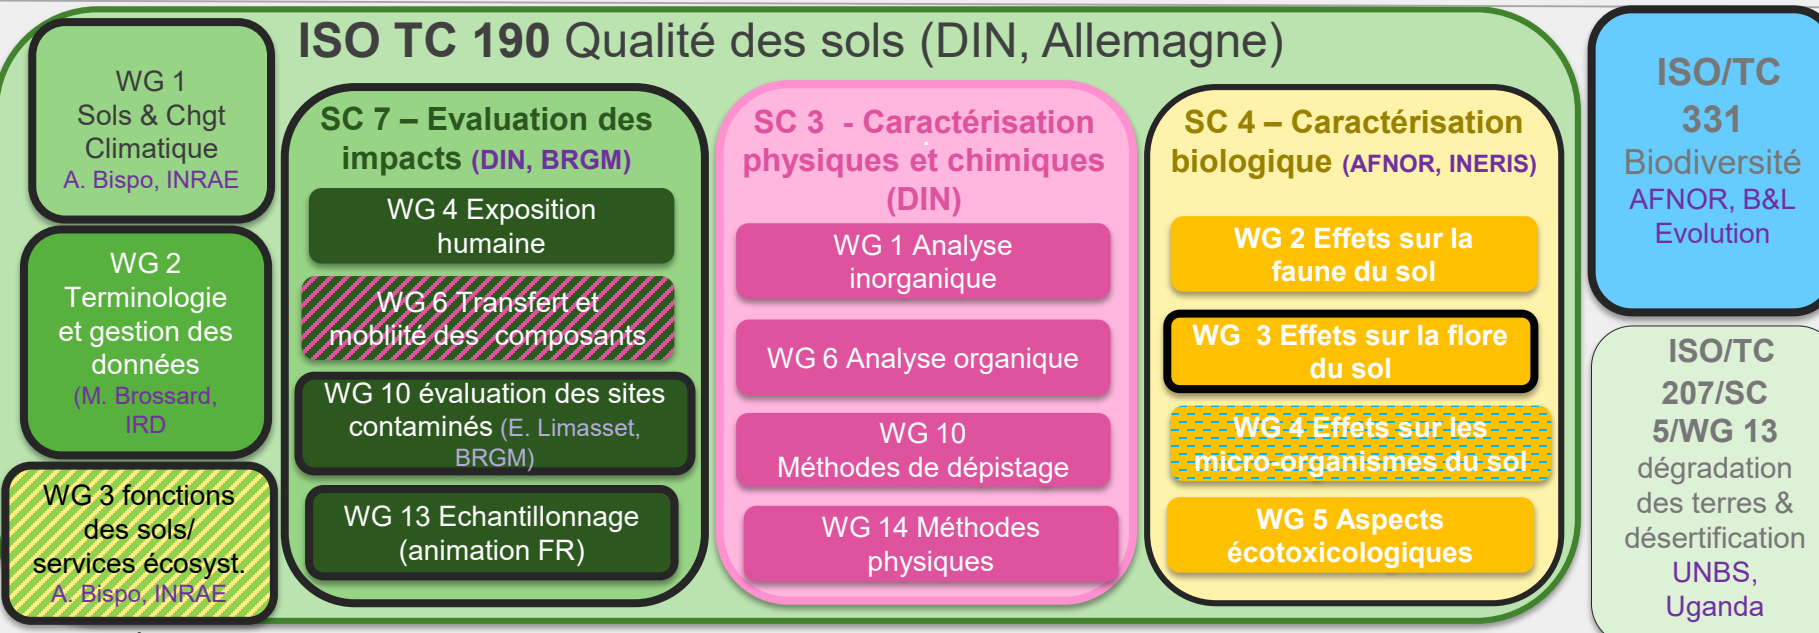 ISO TC 190 Qualité des sols (DIN, Allemagne)
WG 1
Sols & Chgt
Climatique
A. Bispo, INRAE
WG 2
Terminologie
et gestion des
données
(M. Brossard,
IRD
WG 3 fonctions
des sols/
services écosyst.
A. Bispo, INRAE
SC 7 – Evaluation des
impacts (DIN, BRGM)
WG 4 Exposition
humaine
WG 6 Transfert et
mobliité des composants
WG 10 évaluation des sites
contaminés (E. Limasset,
BRGM)
WG 13 Echantillonnage
(animation FR)
SC 3 - Caractérisation
physiques et chimiques
(DIN)
WG 1 Analyse
inorganique
WG 6 Analyse organique
WG 10
Méthodes de dépistage
WG 14 Méthodes
physiques
SC 4 – Caractérisation
biologique (AFNOR, INERIS)
WG 2 Effets sur la
faune du sol
WG 3 Effets sur la flore
du sol
WG 4 Effets sur les
micro-organismes du sol
WG 5 Aspects
écotoxicologiques
ISO/TC
331
Biodiversité
AFNOR, B&L
Evolution
ISO/TC
207/SC
5/WG 13
dégradation
des terres &
désertification
UNBS,
Uganda